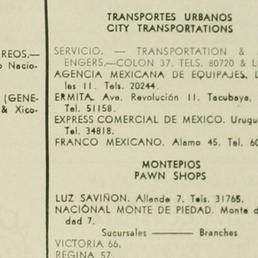 TRANSPORTES URBANOS
CITY TRANSPORTATIONS
REOS.—
o Nacio-
(GENE-
& Xico-
SERVICIO. - TRANSPORTATION &
ENGERS,—COLON 37. TELS. 80720 & L
AGENCIA MEXICANA DE EQUIPAJES.
les 11. Tels. 20244.
ERMITA. Ave. Revolución 11. Tacubaya,
Tel. 51158.
EXPRESS COMERCIAL DE MEXICO. Urugu
Tel. 34818.
FRANCO MEXICANO. Alamo 45. Tel. 6
MONTEPIOS
PAWN SHOPS
LUZ SAVIÑON. Allende 7. Tels. 31765.
NACIONAL MONTE DE PIEDAD. Monte d
dad 7.
Sucursales —— Branches
VICTORIA 66.
REGINA 57.